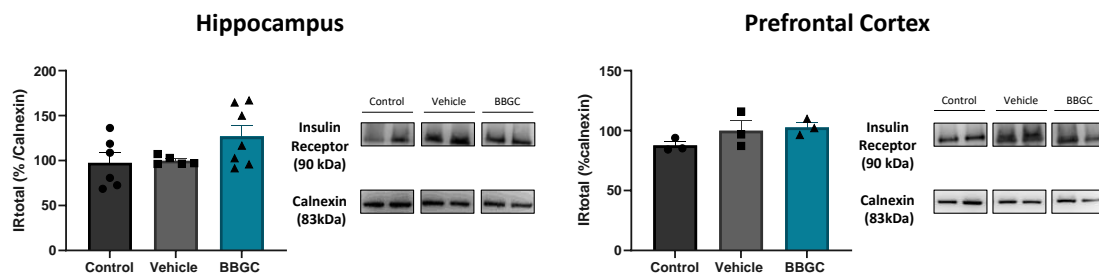 Hippocampus
IRtotal (% /Calnexin)
200
150
100
50
0
Control Vehicle BBGC
Control Vehicle BBGC
Insulin
Receptor
(90 kDa)
Calnexin
(83kDa)
Prefrontal Cortex
IRtotal (%calnexin)
150
100
50
0
Control Vehicle BBGC
Control Vehicle BBGC
Insulin
Receptor
(90 kDa)
Calnexin
(83kDa)